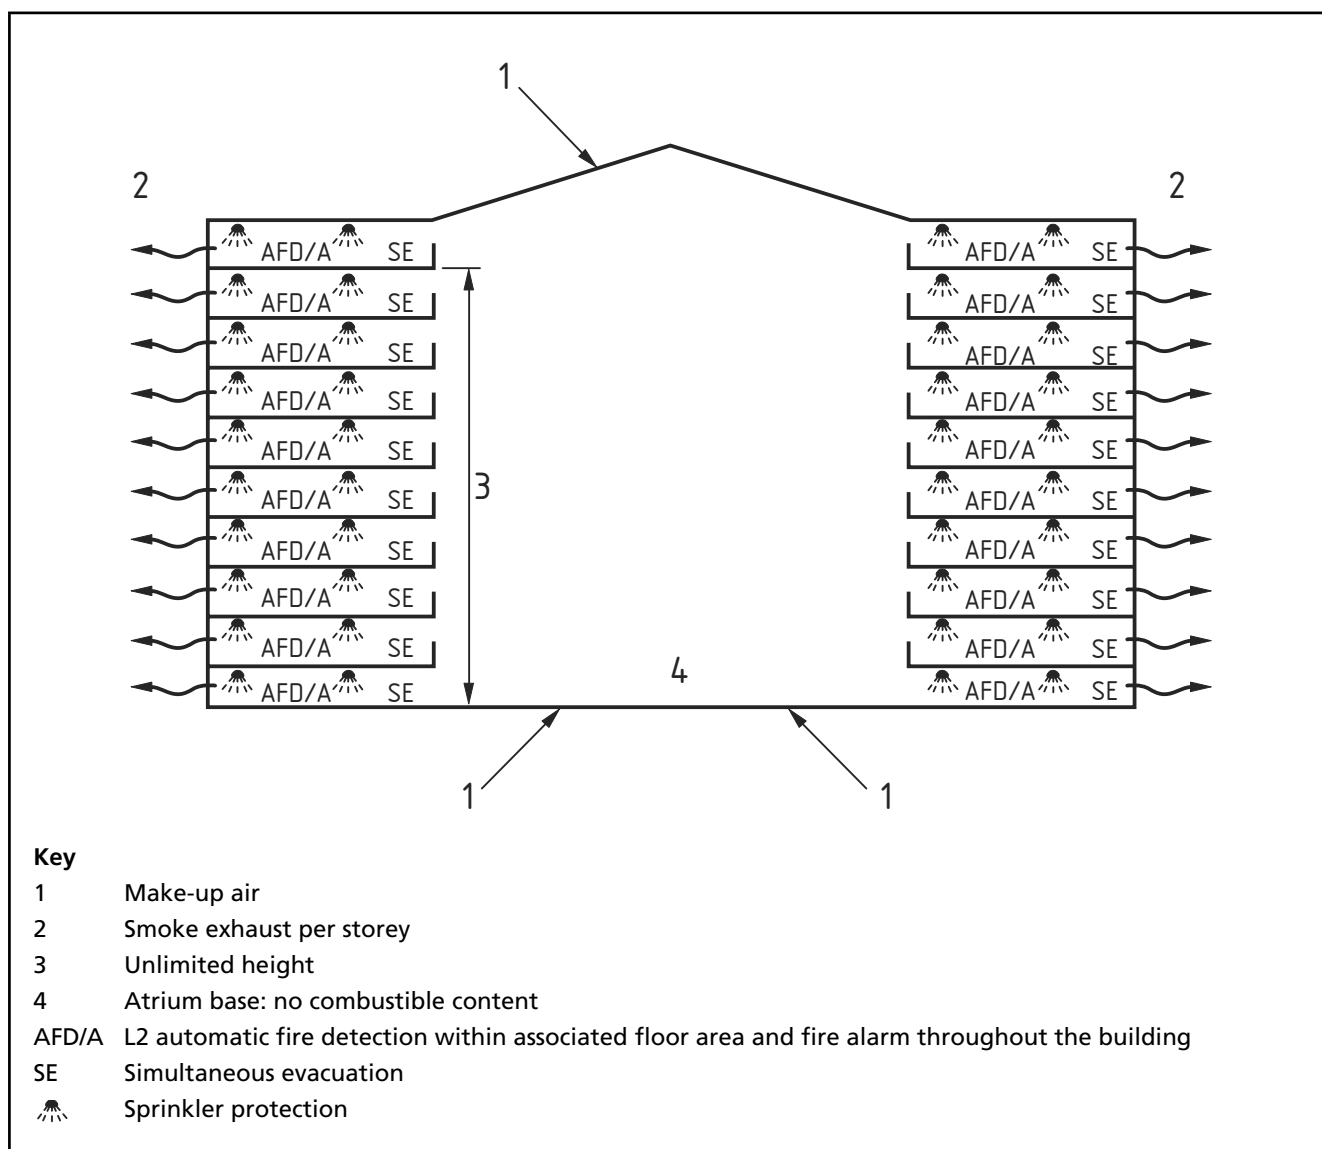 1
2 2
AFD/A SE AFD/A SE
AFD/A SE AFD/A SE
AFD/A SE AFD/A SE
AFD/A SE AFD/A SE
AFD/A SE AFD/A SE
3
AFD/A SE AFD/A SE
AFD/A SE AFD/A SE
AFD/A SE AFD/A SE
AFD/A SE AFD/A SE
4
AFD/A SE AFD/A SE
1 1
Key
1 Make-up air
2 Smoke exhaust per storey
3 Unlimited height
4 Atrium base: no combustible content
AFD/A L2 automatic fire detection within associated floor area and fire alarm throughout the building
SE Simultaneous evacuation
Sprinkler protection